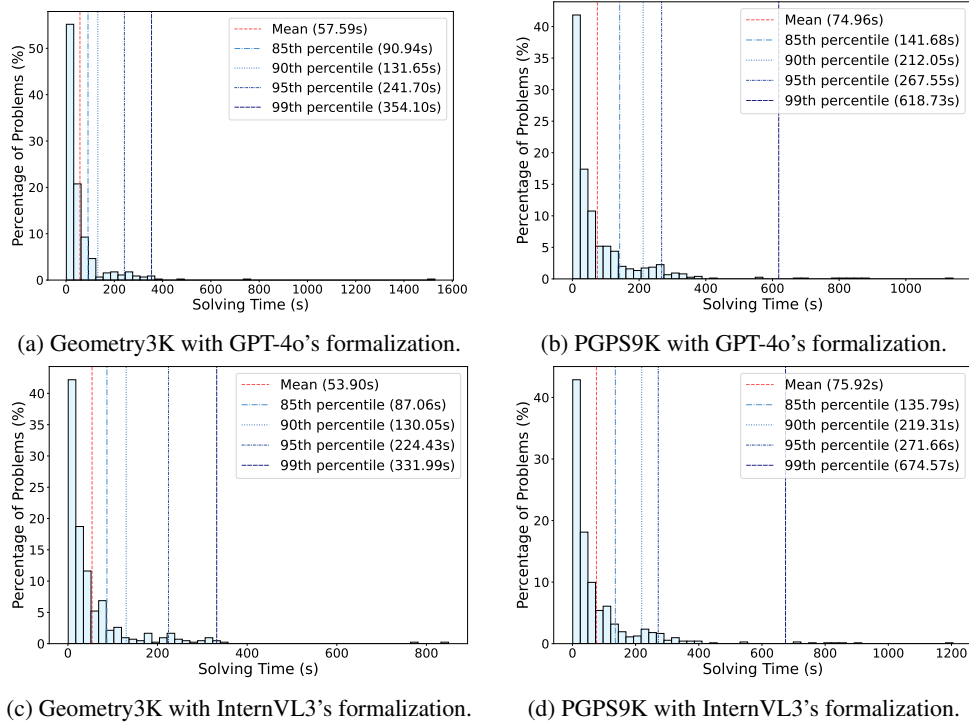 Percentage of Problems (%)
50
40
30
20
10
0
Mean (57.59s)
85th percentile (90.94s)
90th percentile (131.65s)
95th percentile (241.70s)
99th percentile (354.10s)
0 200 400 600 800 1000 1200 1400 1600
Solving Time (s)
(a) Geometry3K with GPT-4o's formalization.
Percentage of Problems (%)
40
35
30
25
20
15
10
5
0
Mean (74.96s)
85th percentile (141.68s)
90th percentile (212.05s)
95th percentile (267.55s)
99th percentile (618.73s)
0 200 400 600 800 1000
Solving Time (s)
(b) PGPS9K with GPT-4o's formalization.
Percentage of Problems (%)
40
35
30
25
20
15
10
5
0
Mean (53.90s)
85th percentile (87.06s)
90th percentile (130.05s)
95th percentile (224.43s)
99th percentile (331.99s)
0 200 400 600 800
Solving Time (s)
(c) Geometry3K with InternVL3's formalization.
Percentage of Problems (%)
40
30
20
10
0
Mean (75.92s)
85th percentile (135.79s)
90th percentile (219.31s)
95th percentile (271.66s)
99th percentile (674.57s)
0 200 400 600 800 1000 1200
Solving Time (s)
(d) PGPS9K with InternVL3's formalization.